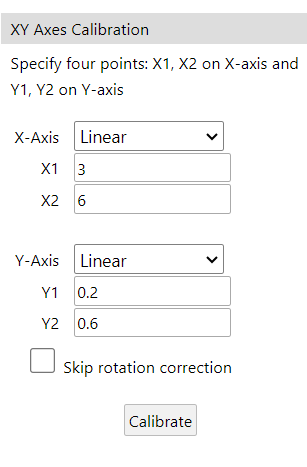 XY Axes Calibration
Specify four points: X1, X2 on X-axis and
Y1, Y2 on Y-axis
X-Axis Linear
X1 3
X2 6
Y-Axis Linear
Y1 0.2
Y2 0.6
Skip rotation correction
Calibrate